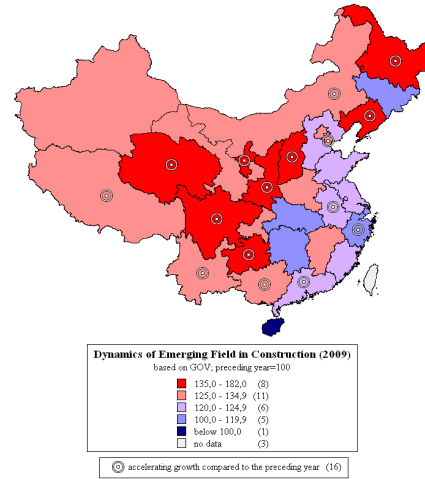 Dynamics of Emerging Field in Construction (2009)
based on GOV; preceding year=100
135,0 - 182,0 (8)
125,0 - 134,9 (11)
120,0 - 124,9 (6)
100,0 - 119,9 (5)
below 100,0 (1)
no data (3)
accelerating growth compared to the preceding year (16)